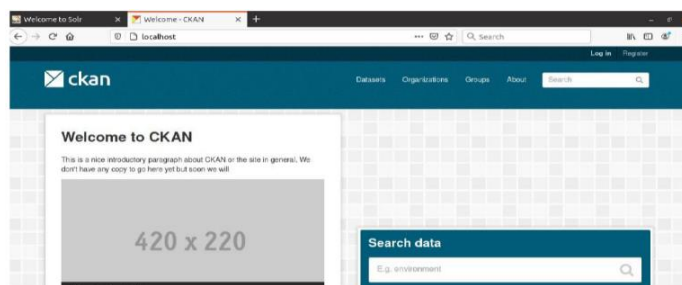 Welcome to Solr
Welcome - CKAN
localhost
Search
Log in Register
ckan
Datasets Organizations Groups About Search
Welcome to CKAN
This is a nice introductory paragraph about CKAN or the site in general. We
don't have any copy to go here yet but soon we will
420 x 220
Search data
E.g. environment